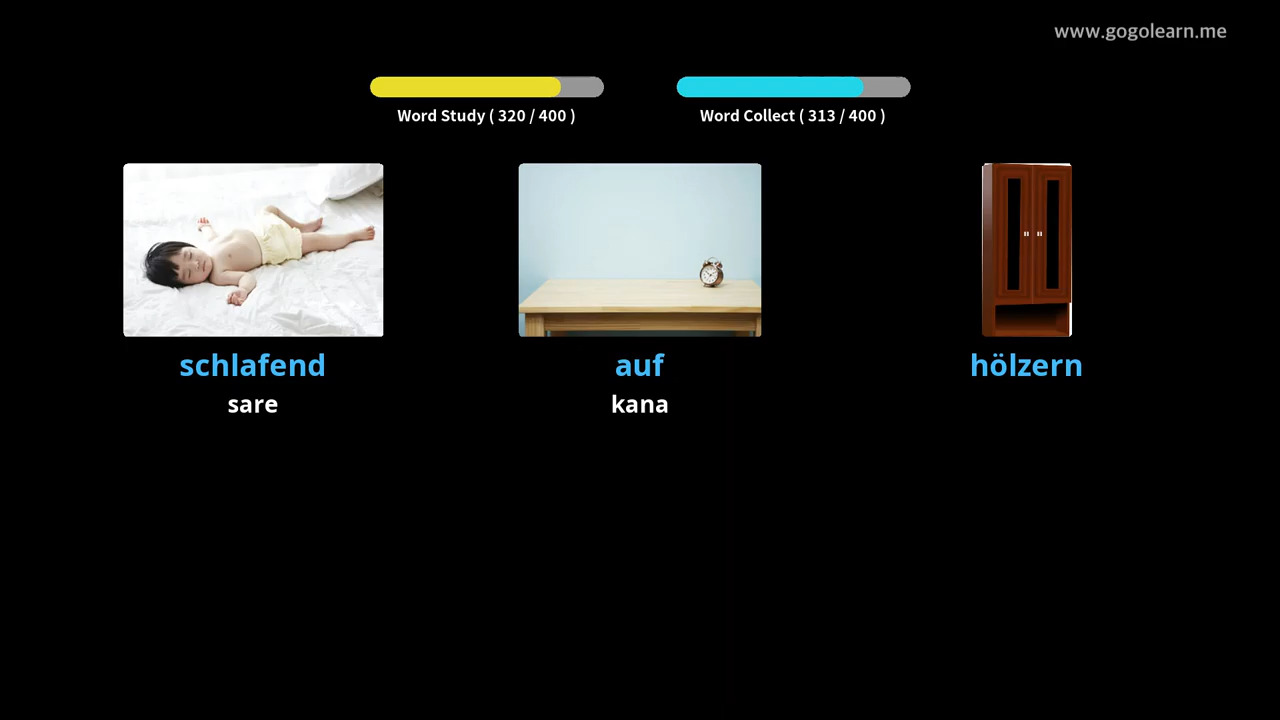 www.gogolearn.me
Word Study ( 320 / 400 )
Word Collect ( 313 / 400 )
schlafend
auf
hölzern
sare
kana